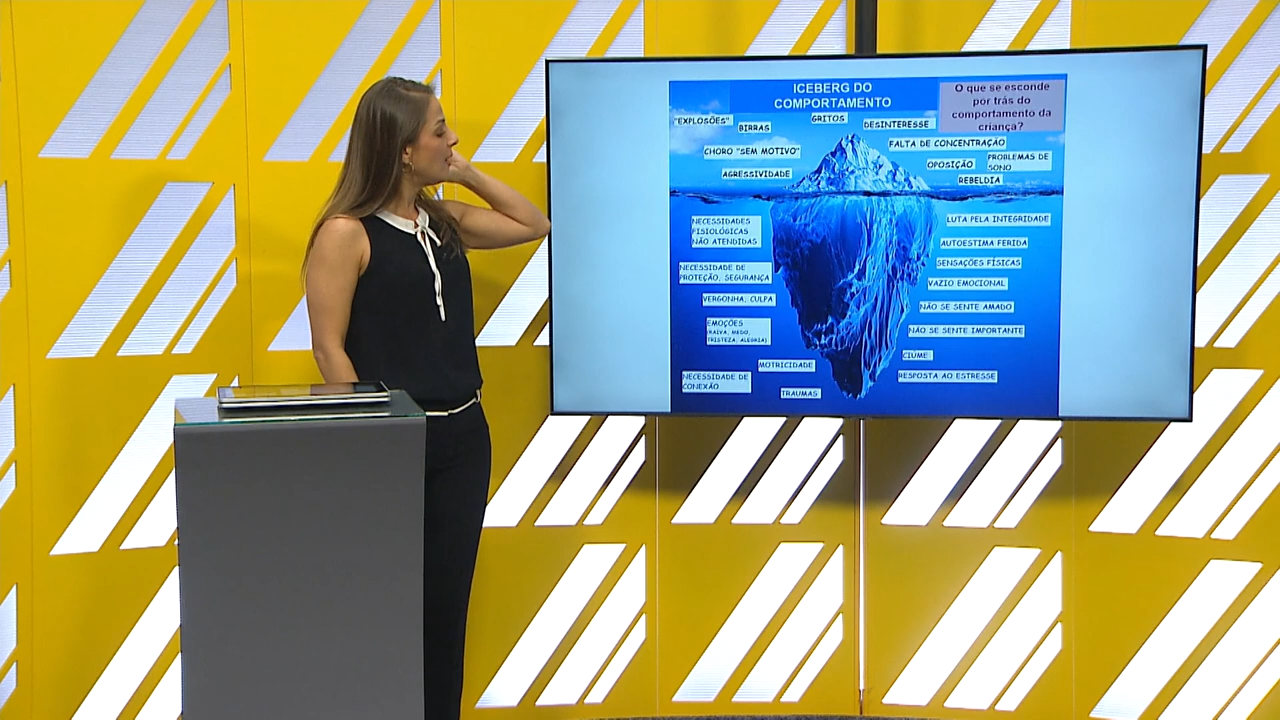 ICEBERG DO
COMPORTAMENTO
O que se esconde
por trás do
comportamento da
criança?
"EXPLOSÕES"
BIRRAS
GRITOS
DESINTERESSE
CHORO "SEM MOTIVO"
FALTA DE CONCENTRAÇÃO
AGRESSIVIDADE
OPOSIÇÃO
PROBLEMAS DE
SONO
REBELDIA
NECESSIDADES
FISIOLÓGICAS
NÃO ATENDIDAS
LUTA PELA INTEGRIDADE
AUTOESTIMA FERIDA
NECESSIDADE DE
PROTEÇÃO, SEGURANÇA
SENSAÇÕES FÍSICAS
VAZIO EMOCIONAL
VERGONHA, CULPA
NÃO SE SENTE AMADO
EMOÇÕES
(RAIVA, MEDO,
TRISTEZA, ALEGRIA)
NÃO SE SENTE IMPORTANTE
CIÚME
MOTRICIDADE
NECESSIDADE DE
CONEXÃO
RESPOSTA AO ESTRESSE
TRAUMAS